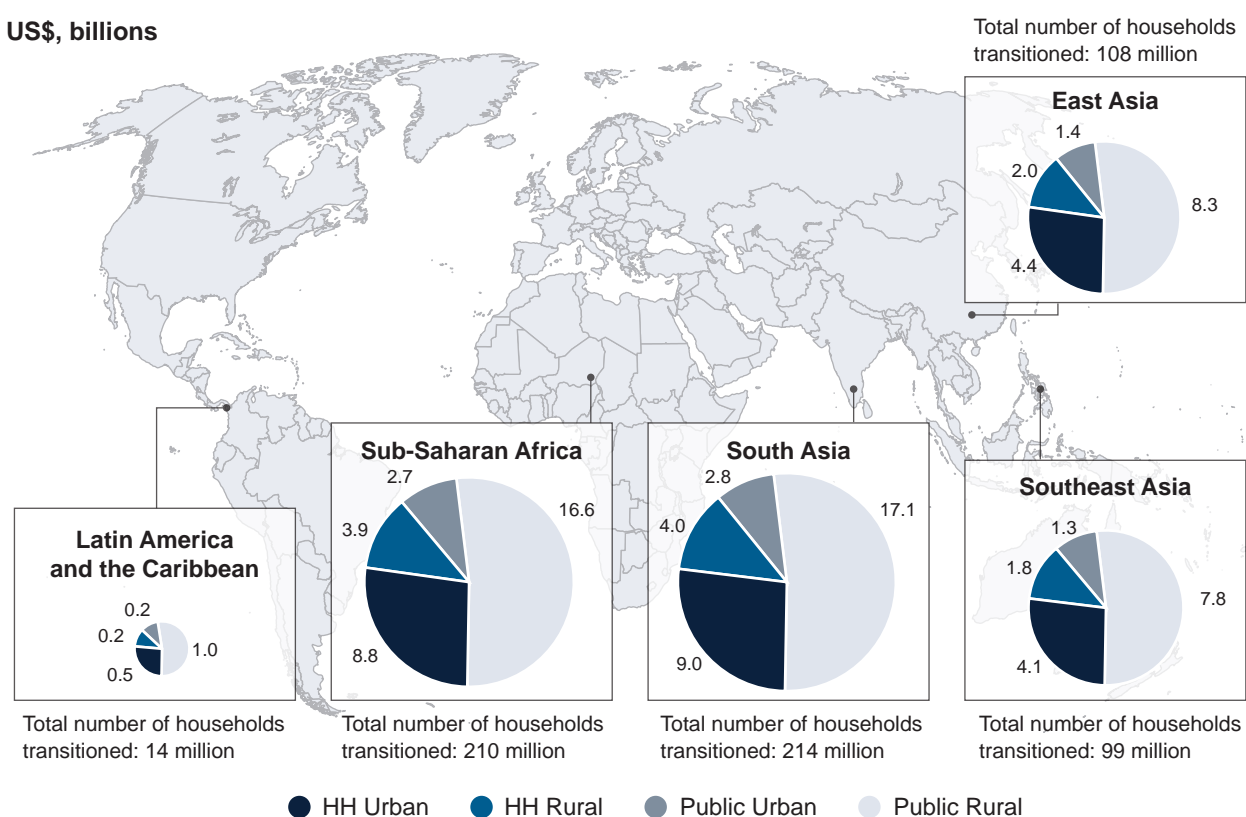 US$, billions
Total number of households
transitioned: 108 million
East Asia
1.4
2.0
8.3
4.4
Sub-Saharan Africa
2.7
16.6
3.9
8.8
South Asia
2.8
17.1
4.0
9.0
Southeast Asia
1.3
1.8
7.8
4.1
Latin America
and the Caribbean
0.2
0.2
1.0
0.5
Total number of households
transitioned: 14 million
Total number of households
transitioned: 210 million
Total number of households
transitioned: 214 million
Total number of households
transitioned: 99 million
HH Urban
HH Rural
Public Urban
Public Rural